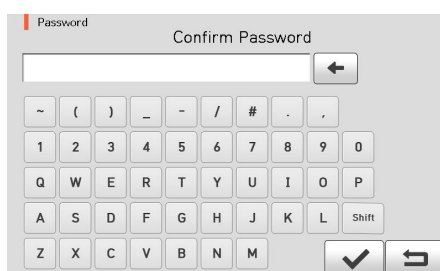 Password
Confirm Password
~ ( ) _ - / # . ,
1 2 3 4 5 6 7 8 9 0
Q W E R T Y U I O P
A S D F G H J K L Shift
Z X C V B N M